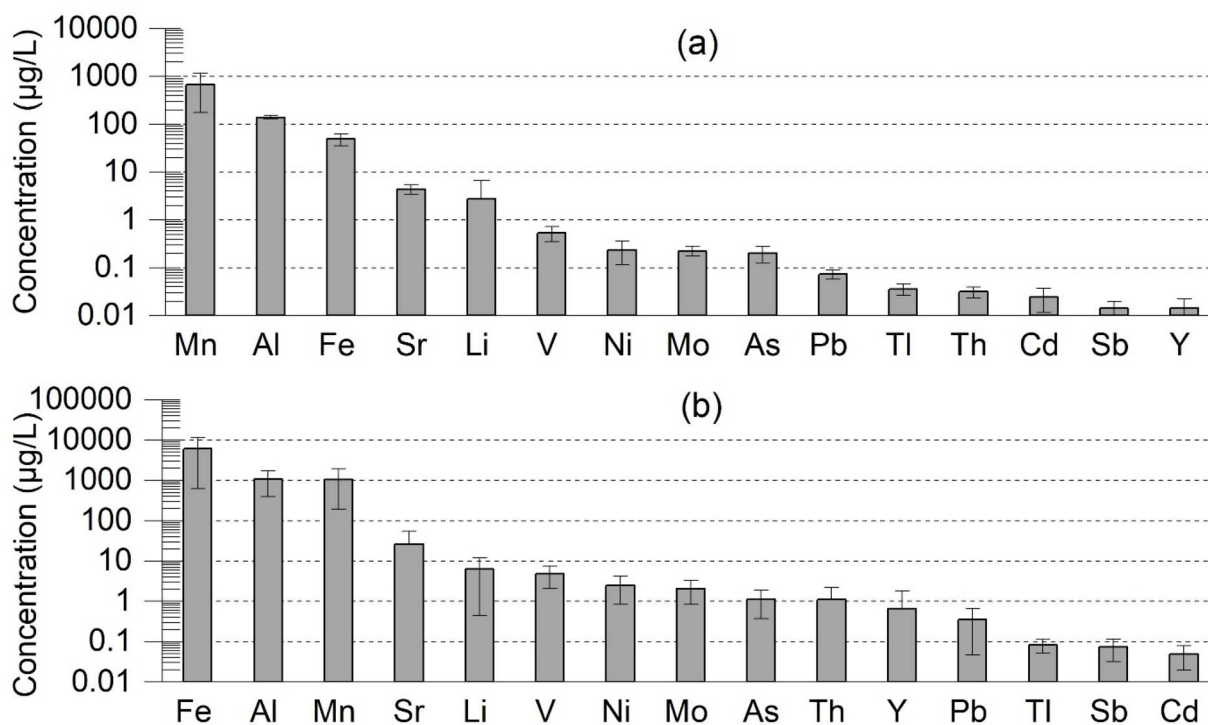 (a)
Concentration (µg/L)
10000
1000
100
10
1
0.1
0.01
Mn Al Fe Sr Li V Ni Mo As Pb Tl Th Cd Sb Y
(b)
Concentration (µg/L)
100000
10000
1000
100
10
1
0.1
0.01
Fe Al Mn Sr Li V Ni Mo As Th Y Pb Tl Sb Cd